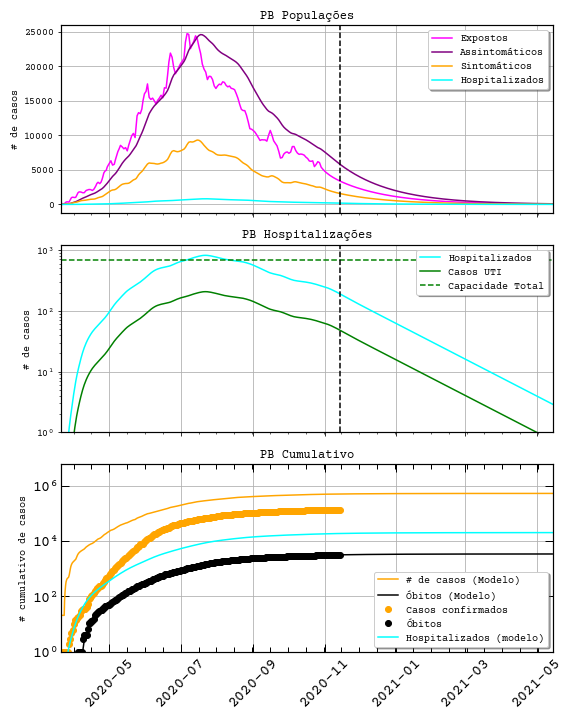 PB Populações
25000
20000
15000
10000
5000
0
# de casos
Expostos
Assintomáticos
Sintomáticos
Hospitalizados
PB Hospitalizações
10³
10²
10¹
10⁰
# de casos
Hospitalizados
Casos UTI
Capacidade Total
PB Cumulativo
10⁶
10⁴
10²
10⁰
# cumulativo de casos
# de casos (Modelo)
Óbitos (Modelo)
Casos confirmados
Óbitos
Hospitalizados (modelo)
2020-05
2020-07
2020-09
2020-11
2021-01
2021-03
2021-05